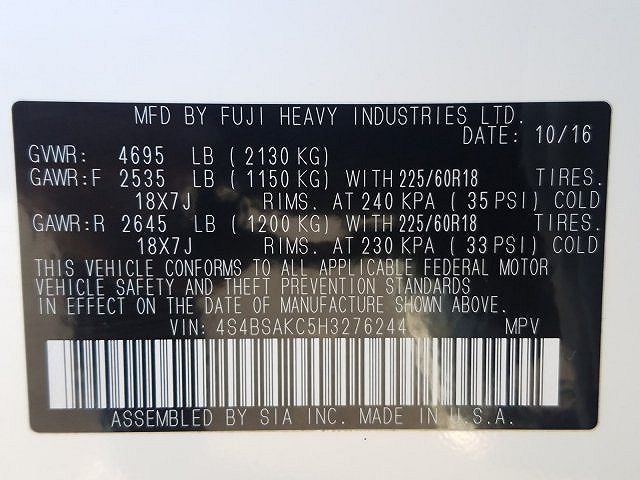 MFD BY FUJI HEAVY INDUSTRIES LTD.
DATE: 10/16
GVWR: 4695 LB ( 2130 KG)
GAWR:F 2535 LB ( 1150 KG) WITH 225/60R18 TIRES.
18X7J RIMS. AT 240 KPA ( 35 PSI) COLD
GAWR:R 2645 LB ( 1200 KG) WITH 225/60R18 TIRES.
18X7J RIMS. AT 230 KPA ( 33 PSI) COLD
THIS VEHICLE CONFORMS TO ALL APPLICABLE FEDERAL MOTOR
VEHICLE SAFETY AND THEFT PREVENTION STANDARDS
IN EFFECT ON THE DATE OF MANUFACTURE SHOWN ABOVE.
VIN: 4S4BSAKC5H3276244 MPV
ASSEMBLED BY SIA INC. MADE IN U.S.A.